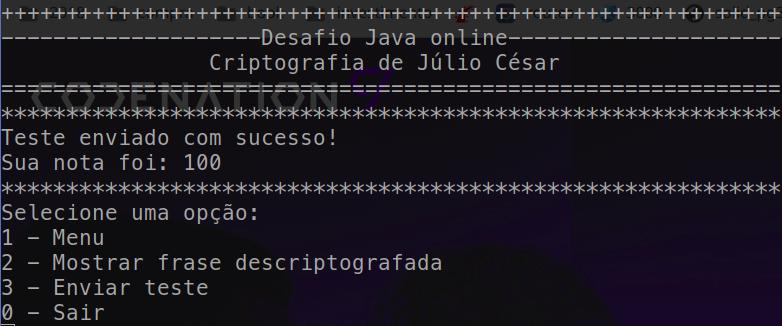 ++++++++++++++++++++++++++++++++++++++++++++++++++++++++++++
--------------------Desafio Java online---------------------
Criptografia de Júlio César
============================================================
CODENATION
************************************************************
Teste enviado com sucesso!
Sua nota foi: 100
************************************************************
Selecione uma opção:
1 - Menu
2 - Mostrar frase descriptografada
3 - Enviar teste
0 - Sair